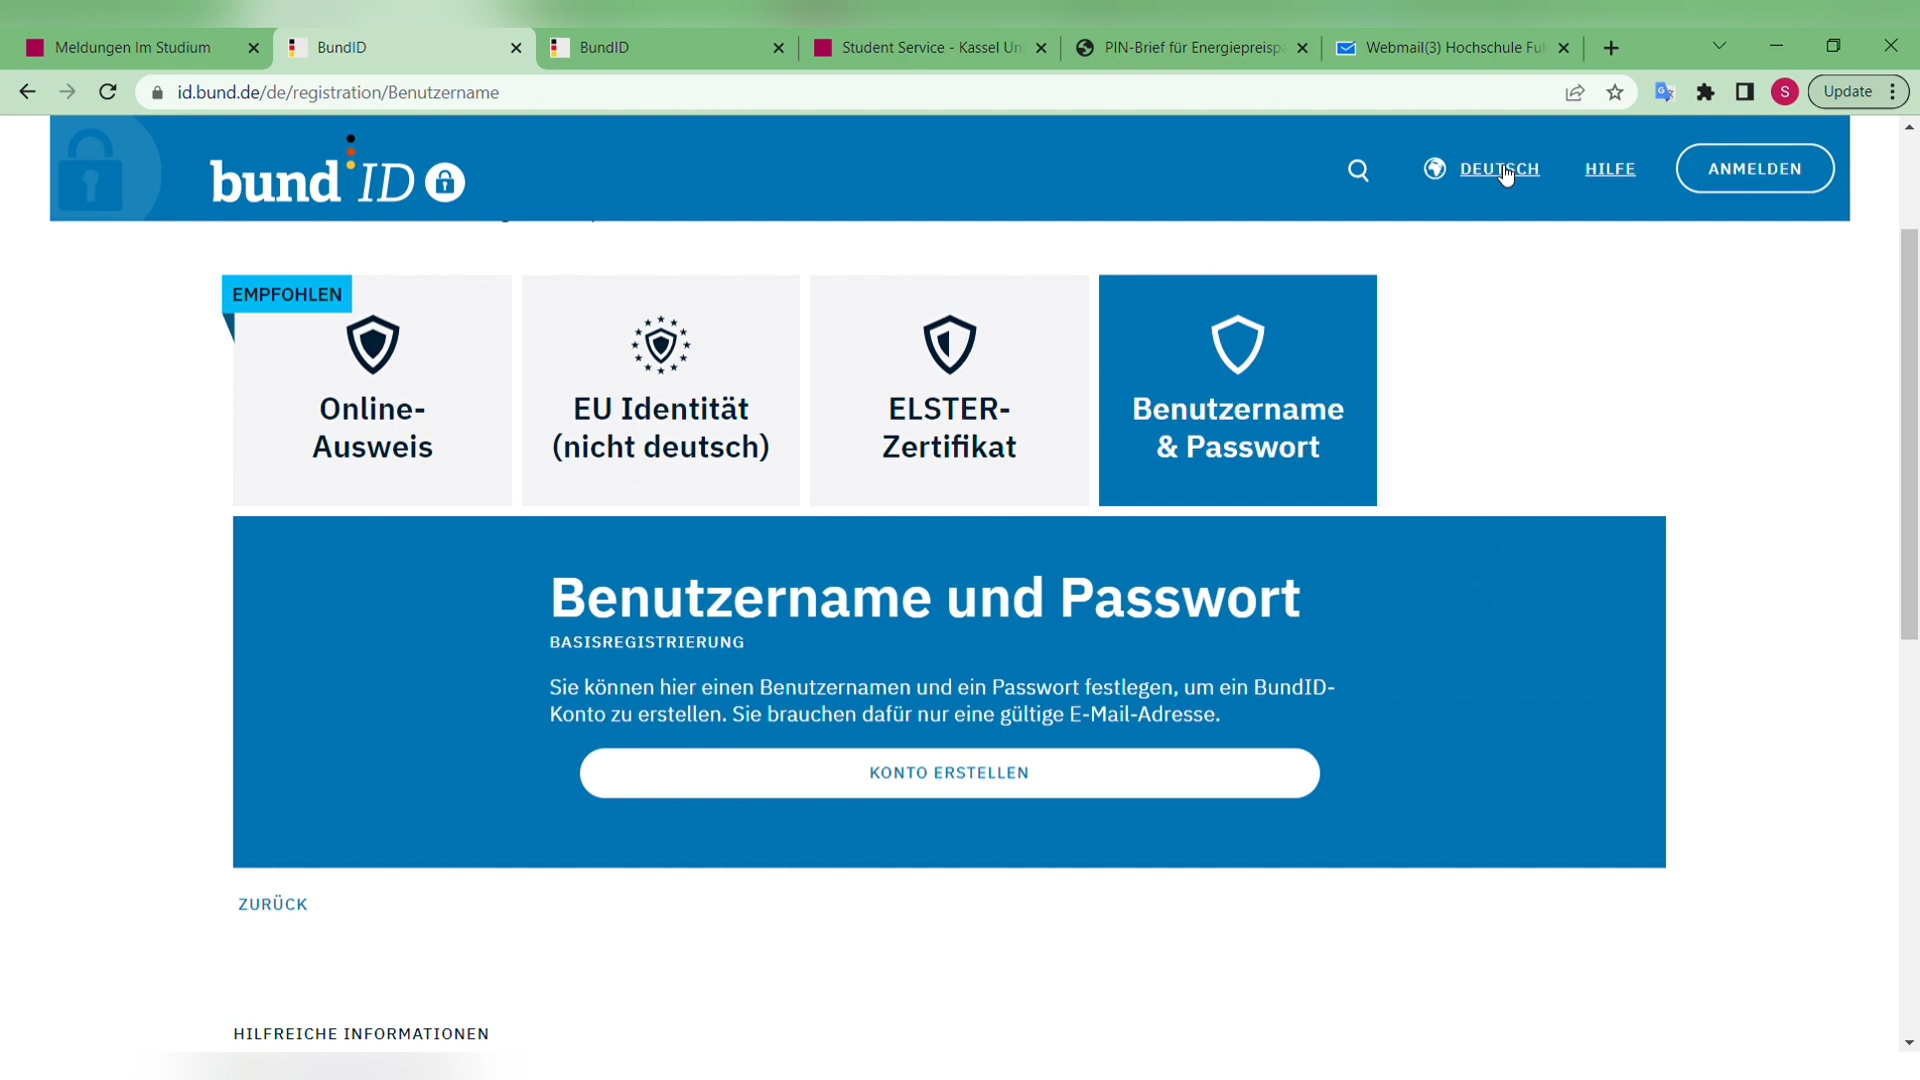 Meldungen Im Studium
BundID
BundID
Student Service - Kassel Un
PIN-Brief für Energiepreispa
Webmail(3) Hochschule Ful
id.bund.de/de/registration/Benutzername
S
Update
bund ID
DEUTSCH
HILFE
ANMELDEN
EMPFOHLEN
Online-
Ausweis
EU Identität
(nicht deutsch)
ELSTER-
Zertifikat
Benutzername
& Passwort
Benutzername und Passwort
BASISREGISTRIERUNG
Sie können hier einen Benutzernamen und ein Passwort festlegen, um ein BundID-
Konto zu erstellen. Sie brauchen dafür nur eine gültige E-Mail-Adresse.
KONTO ERSTELLEN
ZURÜCK
HILFREICHE INFORMATIONEN